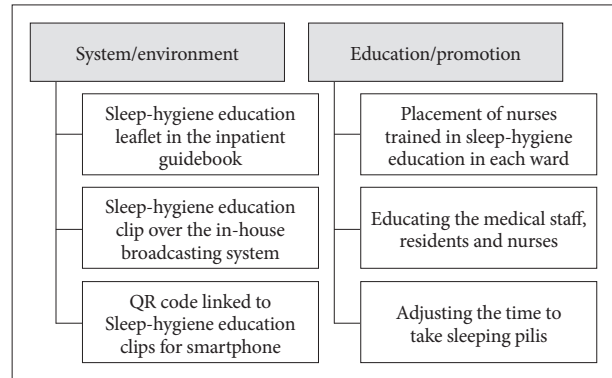 System/environment
Sleep-hygiene education
leaflet in the inpatient
guidebook
Sleep-hygiene education
clip over the in-house
broadcasting system
QR code linked to
Sleep-hygiene education
clips for smartphone
Education/promotion
Placement of nurses
trained in sleep-hygiene
education in each ward
Educating the medical staff,
residents and nurses
Adjusting the time to
take sleeping pilis